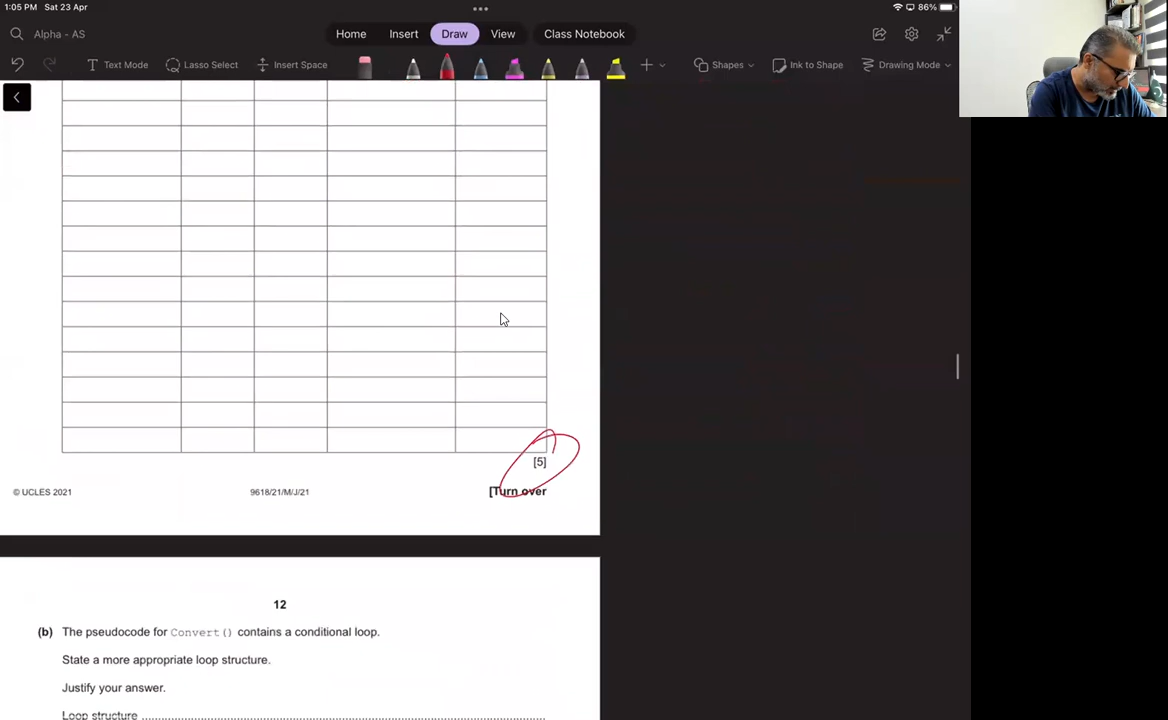 1:05 PM Sat 23 Apr
86%
Alpha - AS
Home Insert Draw View Class Notebook
Text Mode Lasso Select Insert Space Shapes Ink to Shape Drawing Mode
[5]
© UCLES 2021 9618/21/M/J/21 [Turn over
12
(b) The pseudocode for Convert() contains a conditional loop.
State a more appropriate loop structure.
Justify your answer.
Loop structure